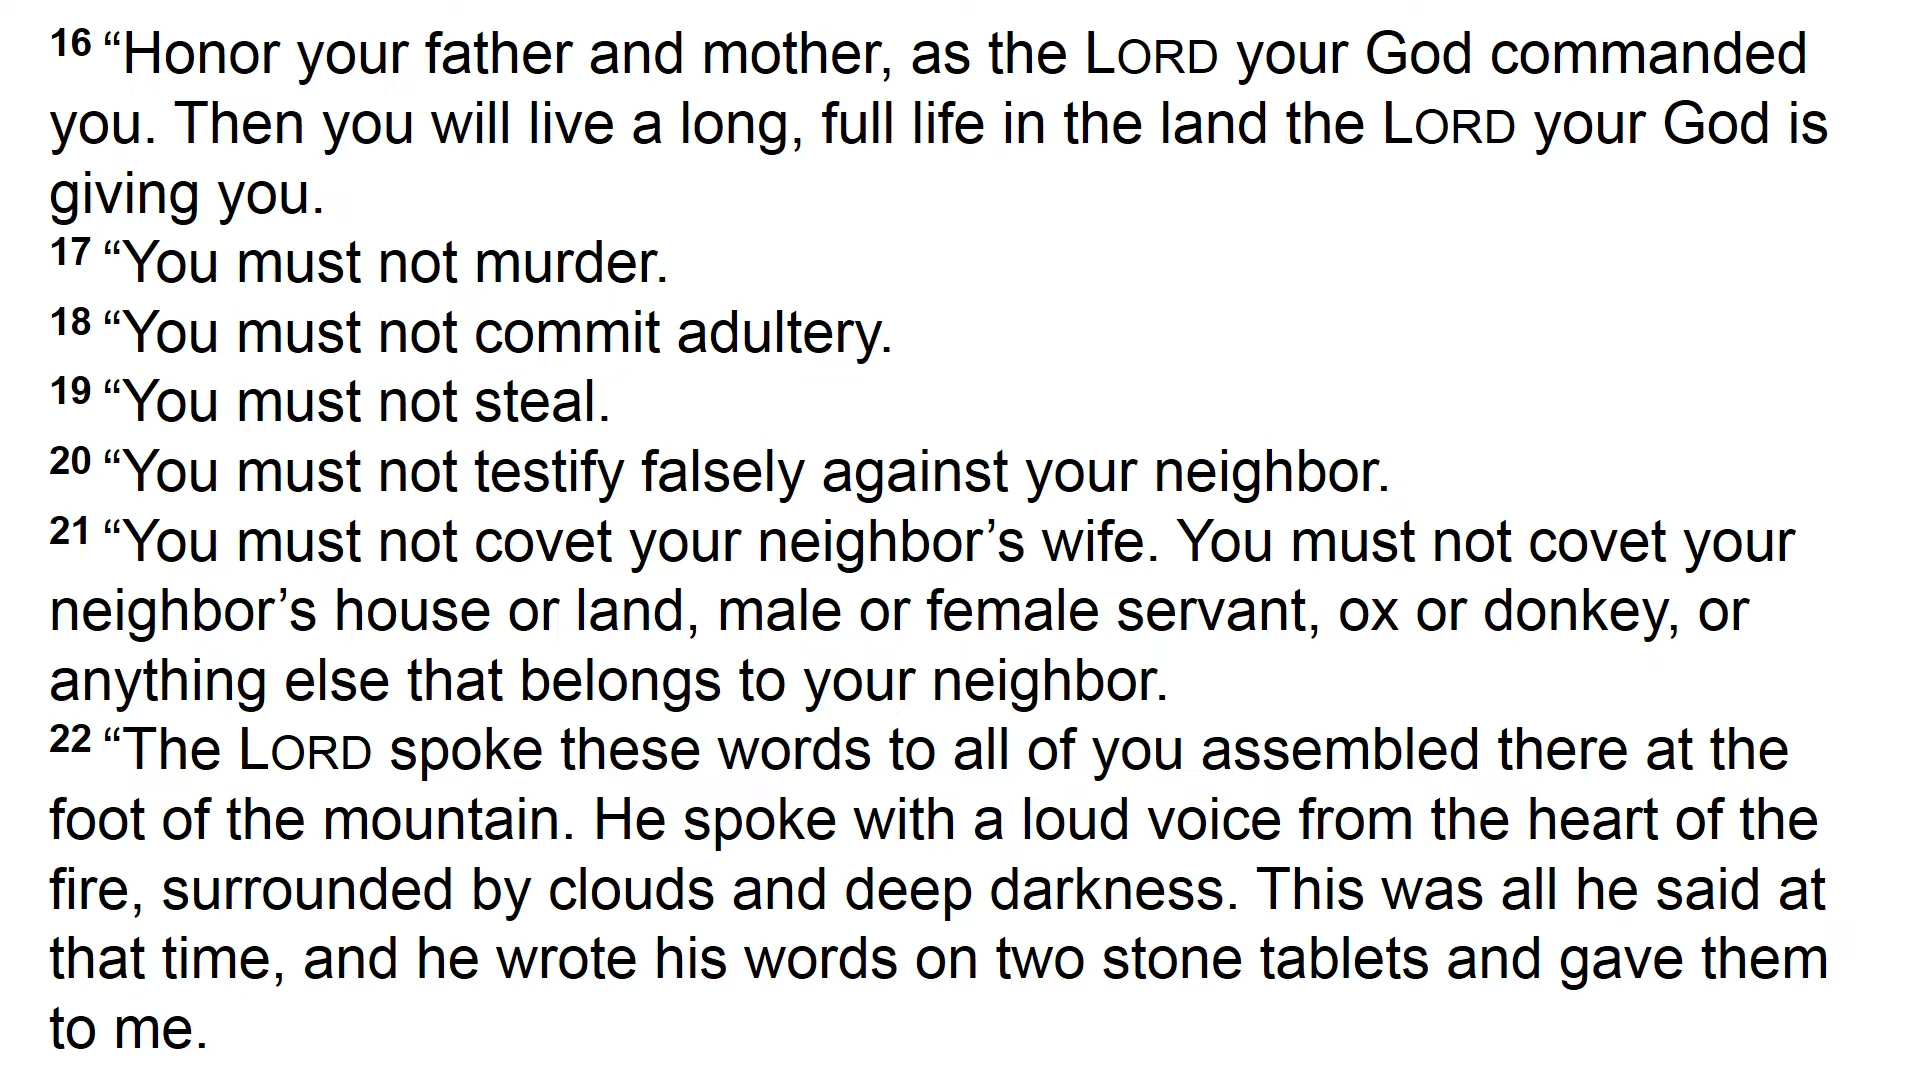 16 “Honor your father and mother, as the LORD your God commanded
you. Then you will live a long, full life in the land the LORD your God is
giving you.
17 “You must not murder.
18 “You must not commit adultery.
19 “You must not steal.
20 “You must not testify falsely against your neighbor.
21 “You must not covet your neighbor’s wife. You must not covet your
neighbor’s house or land, male or female servant, ox or donkey, or
anything else that belongs to your neighbor.
22 “The LORD spoke these words to all of you assembled there at the
foot of the mountain. He spoke with a loud voice from the heart of the
fire, surrounded by clouds and deep darkness. This was all he said at
that time, and he wrote his words on two stone tablets and gave them
to me.